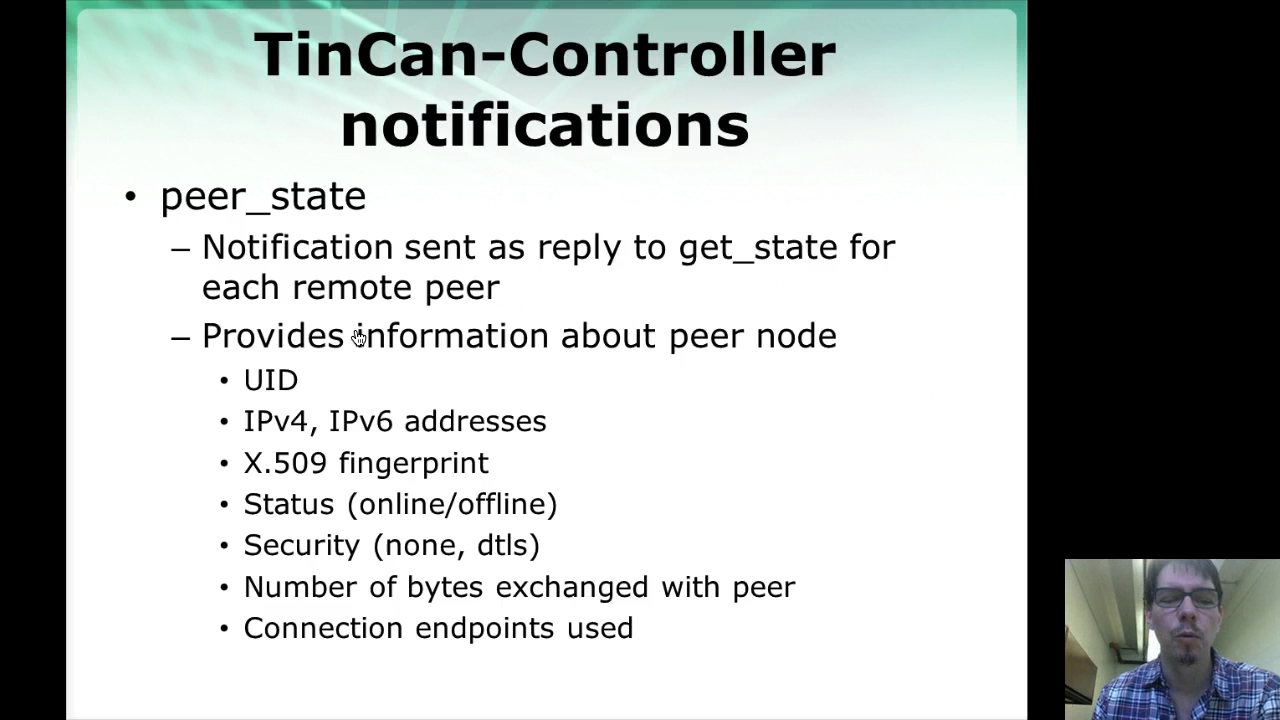 TinCan-Controller
notifications
• peer_state
– Notification sent as reply to get_state for
each remote peer
– Provides information about peer node
• UID
• IPv4, IPv6 addresses
• X.509 fingerprint
• Status (online/offline)
• Security (none, dtls)
• Number of bytes exchanged with peer
• Connection endpoints used